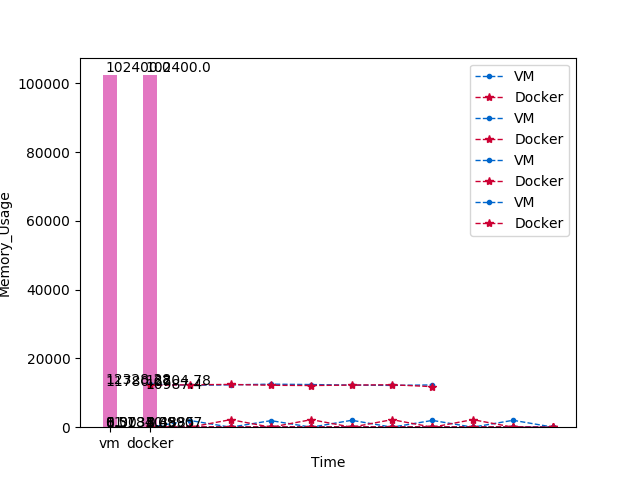 102400.0
102400.0
VM
Docker
VM
Docker
VM
Docker
VM
Docker
100000
80000
60000
40000
20000
0
Memory_Usage
vm
docker
Time